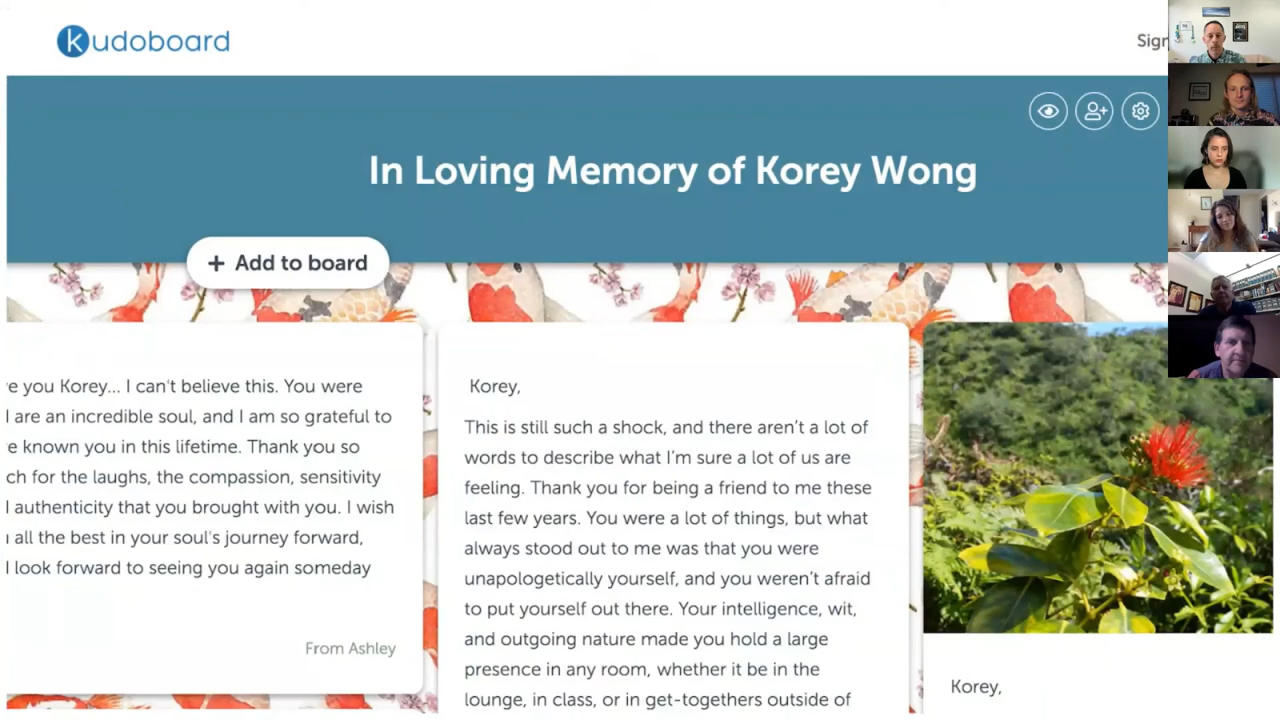 kudoboard
Sign
In Loving Memory of Korey Wong
+ Add to board
e you Korey... I can't believe this. You were
l are an incredible soul, and I am so grateful to
e known you in this lifetime. Thank you so
ch for the laughs, the compassion, sensitivity
l authenticity that you brought with you. I wish
all the best in your soul's journey forward,
l look forward to seeing you again someday
From Ashley
Korey,
This is still such a shock, and there aren't a lot of
words to describe what I'm sure a lot of us are
feeling. Thank you for being a friend to me these
last few years. You were a lot of things, but what
always stood out to me was that you were
unapologetically yourself, and you weren't afraid
to put yourself out there. Your intelligence, wit,
and outgoing nature made you hold a large
presence in any room, whether it be in the
lounge, in class, or in get-togethers outside of
Korey,